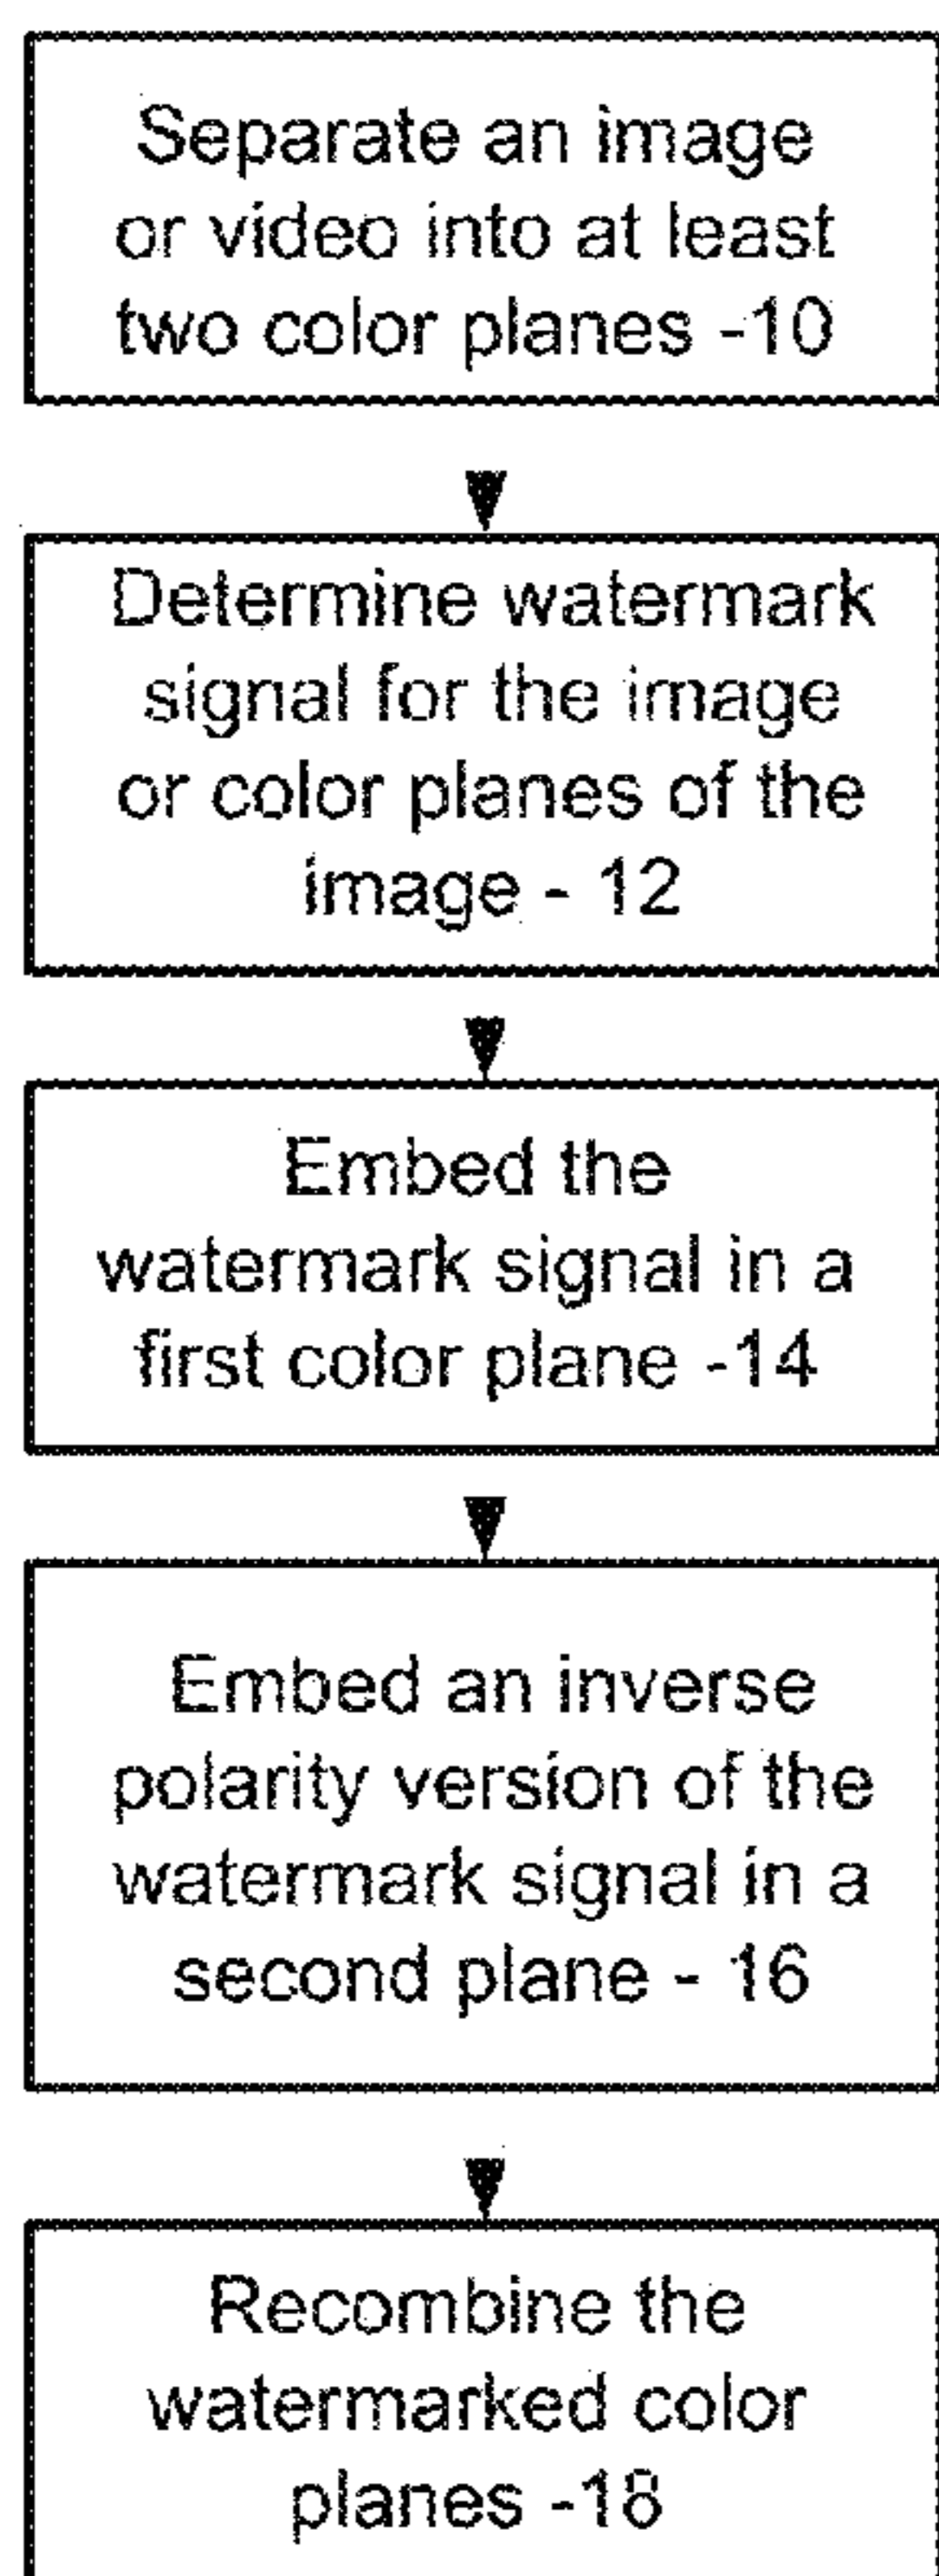 Separate an image
or video into at least
two color planes -10
Determine watermark
signal for the image
or color planes of the
image - 12
Embed the
watermark signal in a
first color plane -14
Embed an inverse
polarity version of the
watermark signal in a
second plane - 16
Recombine the
watermarked color
planes -18